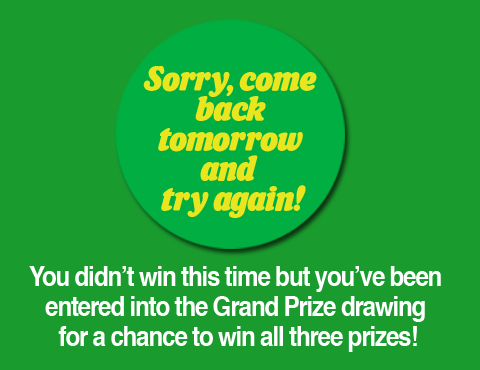 Sorry, come
back
tomorrow
and
try again!
You didn’t win this time but you’ve been
entered into the Grand Prize drawing
for a chance to win all three prizes!